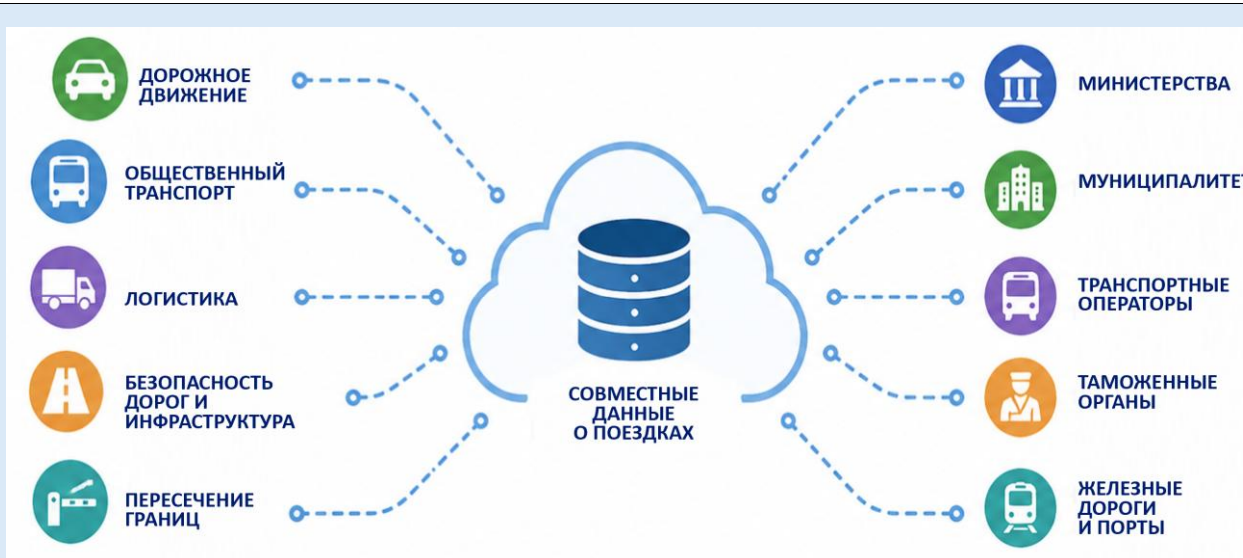 ДОРОЖНОЕ
ДВИЖЕНИЕ
ОБЩЕСТВЕННЫЙ
ТРАНСПОРТ
ЛОГИСТИКА
БЕЗОПАСНОСТЬ
ДОРОГ И
ИНФРАСТРУКТУРА
ПЕРЕСЕЧЕНИЕ
ГРАНИЦ
СОВМЕСТНЫЕ
ДАННЫЕ
О ПОЕЗДКАХ
МИНИСТЕРСТВА
МУНИЦИПАЛИТЕТ
ТРАНСПОРТНЫЕ
ОПЕРАТОРЫ
ТАМОЖЕННЫЕ
ОРГАНЫ
ЖЕЛЕЗНЫЕ
ДОРОГИ
И ПОРТЫ